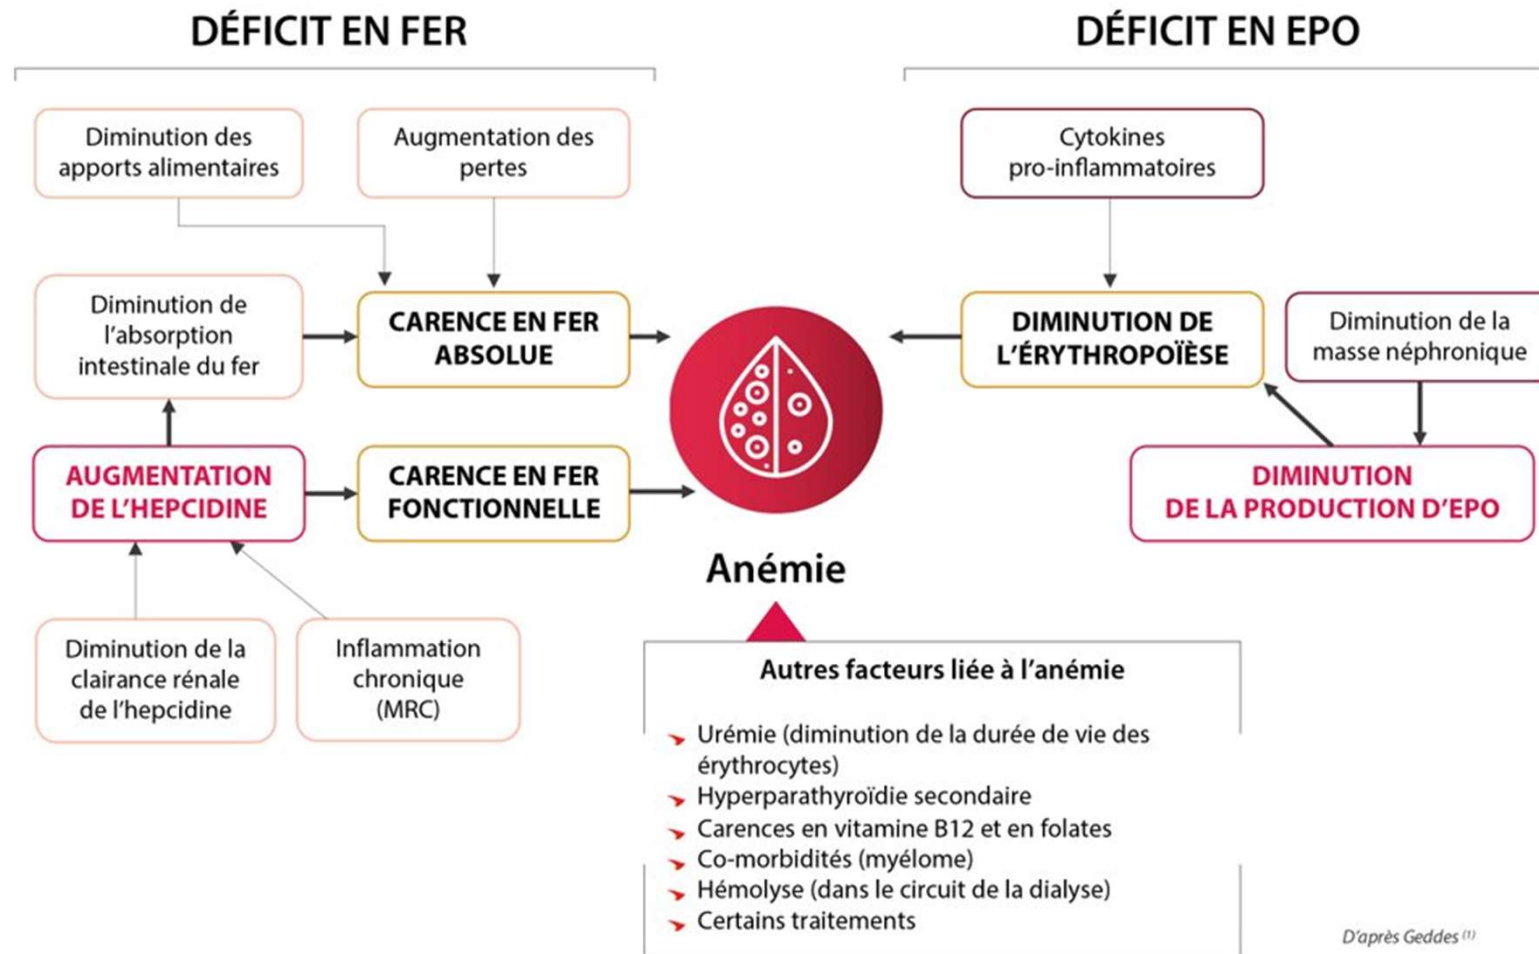 DÉFICIT EN FER
DÉFICIT EN EPO
Diminution des
apports alimentaires
Augmentation des
pertes
Cytokines
pro-inflammatoires
Diminution de
l’absorption
intestinale du fer
CARENCE EN FER
ABSOLUE
DIMINUTION DE
L’ÉRYTHROPOÏÈSE
Diminution de la
masse néphronique
AUGMENTATION
DE L’HEPCIDINE
CARENCE EN FER
FONCTIONNELLE
DIMINUTION
DE LA PRODUCTION D’EPO
Anémie
Diminution de la
clairance rénale
de l’hepcidine
Inflammation
chronique
(MRC)
Autres facteurs liée à l’anémie
Urémie (diminution de la durée de vie des
érythrocytes)
Hyperparathyroïdie secondaire
Carences en vitamine B12 et en folates
Co-morbidités (myélome)
Hémolyse (dans le circuit de la dialyse)
Certains traitements
D’après Geddes (1)